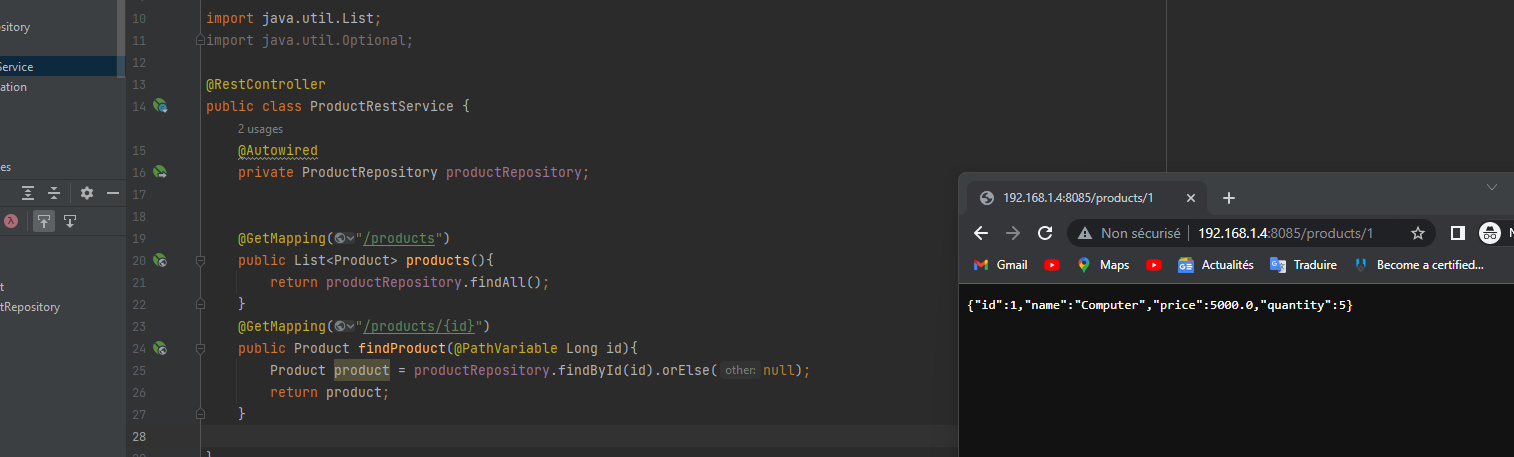 sitory
Service
ation
es
t
tRepository
10 import java.util.List;
11 import java.util.Optional;
12
13 @RestController
14 public class ProductRestService {
2 usages
15 @Autowired
16 private ProductRepository productRepository;
17
18
19 @GetMapping("/products")
20 public List<Product> products(){
21 return productRepository.findAll();
22 }
23 @GetMapping("/products/{id}")
24 public Product findProduct(@PathVariable Long id){
25 Product product = productRepository.findById(id).orElse( other: null);
26 return product;
27 }
28
192.168.1.4:8085/products/1
Non sécurisé 192.168.1.4:8085/products/1
Gmail Maps Actualités Traduire Become a certified...
{"id":1,"name":"Computer","price":5000.0,"quantity":5}